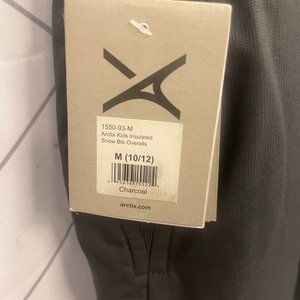 1550-93-M
Arctix Kids Insulated
Snow Bib Overalls
M (10/12)
Charcoal
arctix.com